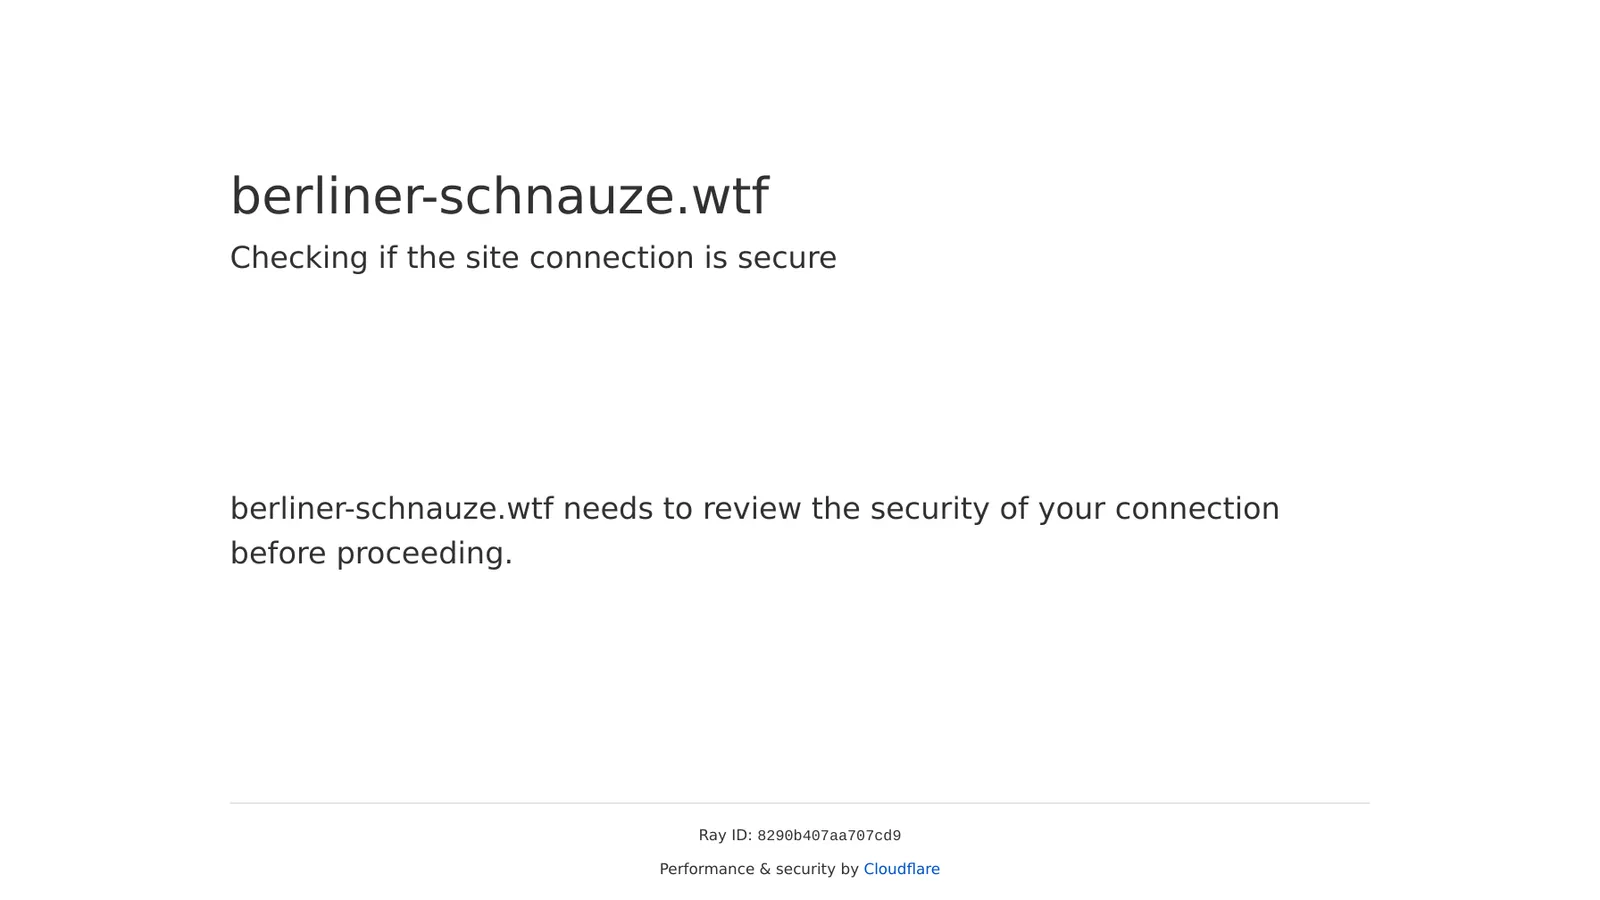 berliner-schnauze.wtf
Checking if the site connection is secure
berliner-schnauze.wtf needs to review the security of your connection
before proceeding.
Ray ID: 8290b407aa707cd9
Performance & security by Cloudflare